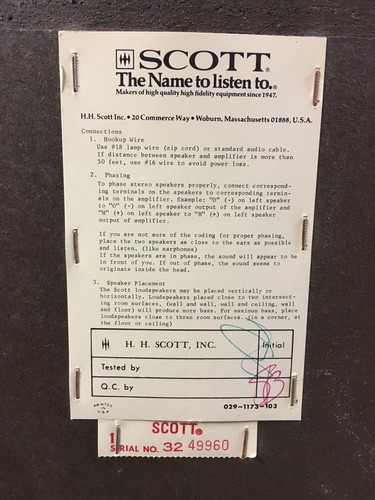 SCOTT®
The Name to listen to.®
Makers of high quality high fidelity equipment since 1947.
H.H. Scott Inc. • 20 Commerce Way • Woburn, Massachusetts 01888, U.S.A.
Connections
1. Hookup Wire
Use #18 lamp wire (zip cord) or standard audio cable.
If distance between speaker and amplifier is more than
50 feet, use #16 wire to avoid power loss.
2. Phasing
To phase stereo speakers properly, connect correspond-
ing terminals on the speakers to corresponding termin-
als on the amplifier. Example: "O" (-) on left speaker
to "O" (-) on left speaker output of the amplifier and
"H" (+) on left speaker to "H" (+) on left speaker
output of amplifier.
If you are not sure of the coding for proper phasing,
place the two speakers as close to the ears as possible
and listen. (like earphones)
If the speakers are in phase, the sound will appear to be
in front of you. If out of phase, the sound seems to
originate inside the head.
3. Speaker Placement
The Scott loudspeakers may be placed vertically or
horizontally. Loudspeakers placed close to two intersect-
ing room surfaces, (wall and wall, wall and ceiling, wall
and floor) will produce more bass. For maximum bass, place
loudspeakers close to three room surfaces. (in a corner, at
the floor or ceiling)
H. H. SCOTT, INC. Initial
Tested by
Q.C. by
PRINTED
IN
U.S.A.
029-1173-103
SCOTT®
1
SERIAL NO. 32 49960